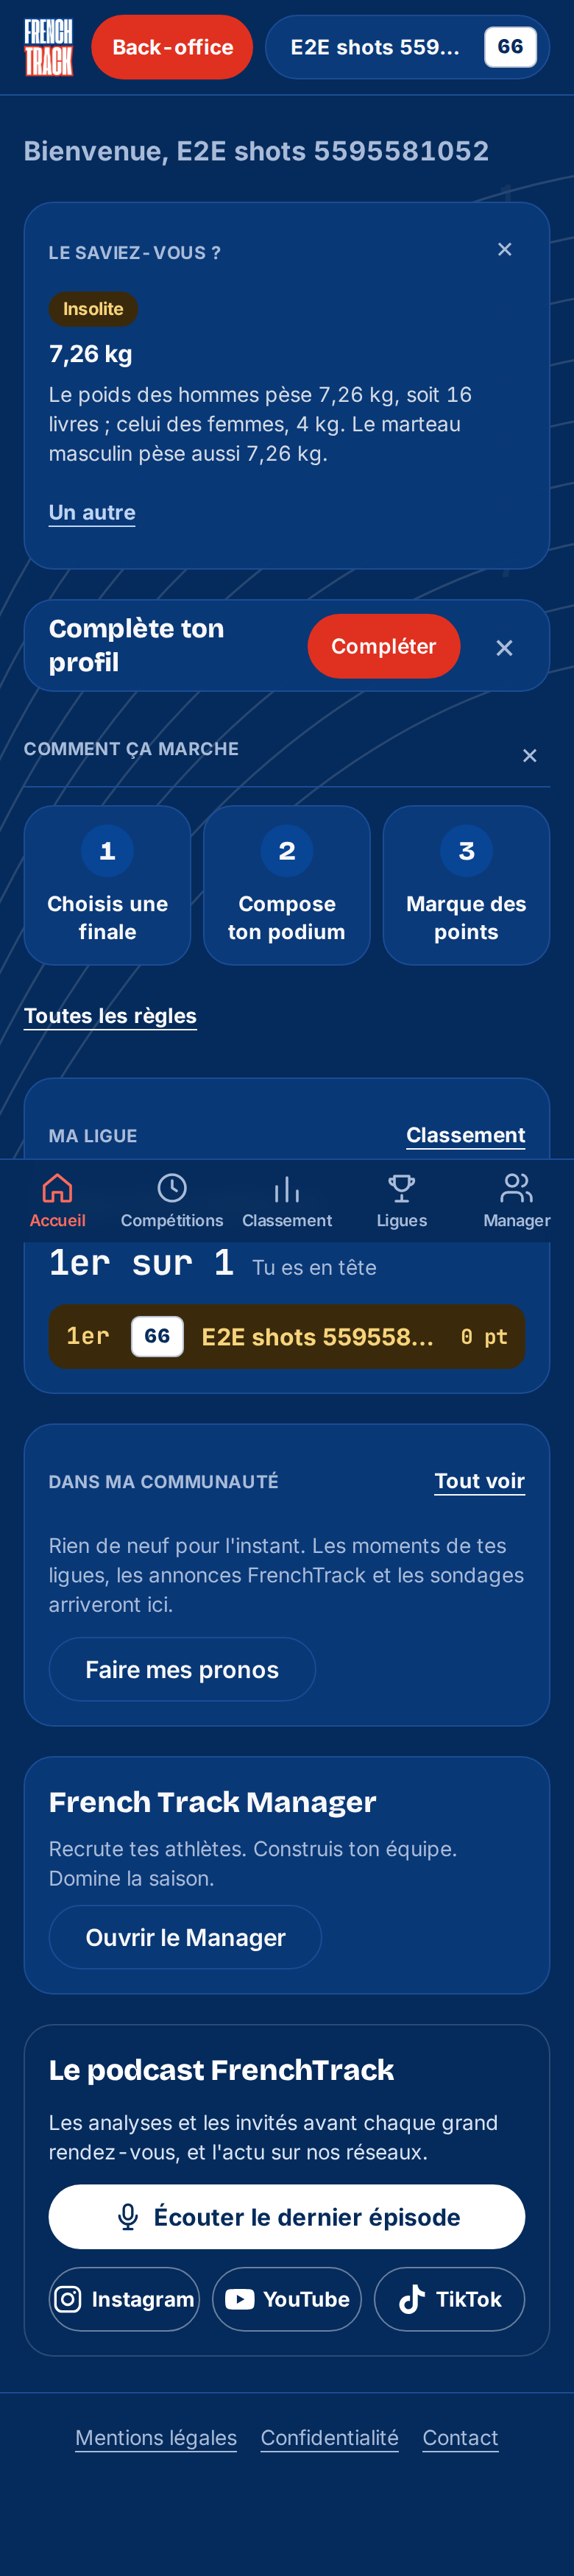 FRENCH
TRACK
Back-office
E2E shots 559...
66
Bienvenue, E2E shots 5595581052
LE SAVIEZ-VOUS ?
×
Insolite
7,26 kg
Le poids des hommes pèse 7,26 kg, soit 16
livres ; celui des femmes, 4 kg. Le marteau
masculin pèse aussi 7,26 kg.
Un autre
Complète ton
profil
Compléter
×
COMMENT ÇA MARCHE
×
1
Choisis une
finale
2
Compose
ton podium
3
Marque des
points
Toutes les règles
MA LIGUE
Classement
Accueil
Compétitions
Classement
Ligues
Manager
1er sur 1
Tu es en tête
1er
66
E2E shots 559558...
0 pt
DANS MA COMMUNAUTÉ
Tout voir
Rien de neuf pour l'instant. Les moments de tes
ligues, les annonces FrenchTrack et les sondages
arriveront ici.
Faire mes pronos
French Track Manager
Recrute tes athlètes. Construis ton équipe.
Domine la saison.
Ouvrir le Manager
Le podcast FrenchTrack
Les analyses et les invités avant chaque grand
rendez-vous, et l'actu sur nos réseaux.
Écouter le dernier épisode
Instagram
YouTube
TikTok
Mentions légales
Confidentialité
Contact